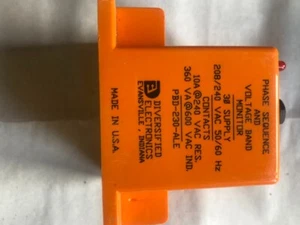 PHASE SEQUENCE
AND
VOLTAGE BAND
MONITOR
3Ø SUPPLY
208/240 VAC 50/60 Hz
CONTACTS
10A@240 VAC RES.
360 VA@600 VAC IND.
PBD-230-ALE
DIVERSIFIED
ELECTRONICS
EVANSVILLE, INDIANA
MADE IN U.S.A.